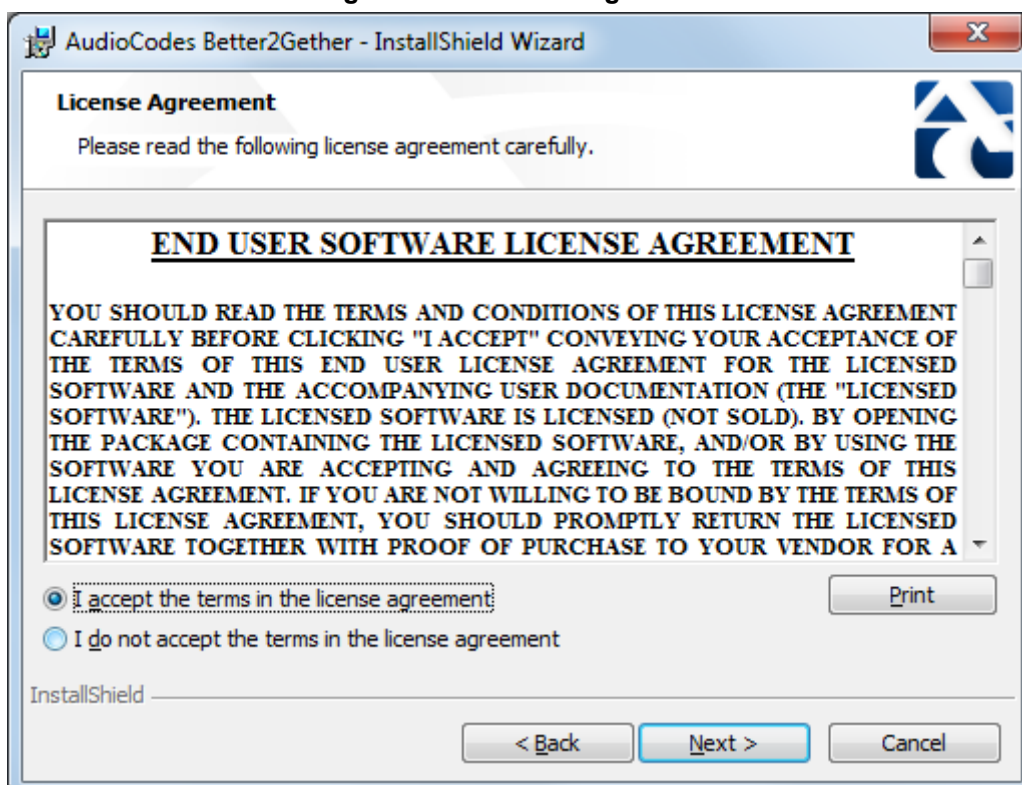 AudioCodes Better2Gether - InstallShield Wizard
License Agreement
Please read the following license agreement carefully.
END USER SOFTWARE LICENSE AGREEMENT
YOU SHOULD READ THE TERMS AND CONDITIONS OF THIS LICENSE AGREEMENT
CAREFULLY BEFORE CLICKING "I ACCEPT" CONVEYING YOUR ACCEPTANCE OF
THE TERMS OF THIS END USER LICENSE AGREEMENT FOR THE LICENSED
SOFTWARE AND THE ACCOMPANYING USER DOCUMENTATION (THE "LICENSED
SOFTWARE"). THE LICENSED SOFTWARE IS LICENSED (NOT SOLD). BY OPENING
THE PACKAGE CONTAINING THE LICENSED SOFTWARE, AND/OR BY USING THE
SOFTWARE YOU ARE ACCEPTING AND AGREEING TO THE TERMS OF THIS
LICENSE AGREEMENT. IF YOU ARE NOT WILLING TO BE BOUND BY THE TERMS OF
THIS LICENSE AGREEMENT, YOU SHOULD PROMPTLY RETURN THE LICENSED
SOFTWARE TOGETHER WITH PROOF OF PURCHASE TO YOUR VENDOR FOR A
I accept the terms in the license agreement
Print
I do not accept the terms in the license agreement
InstallShield
< Back Next > Cancel